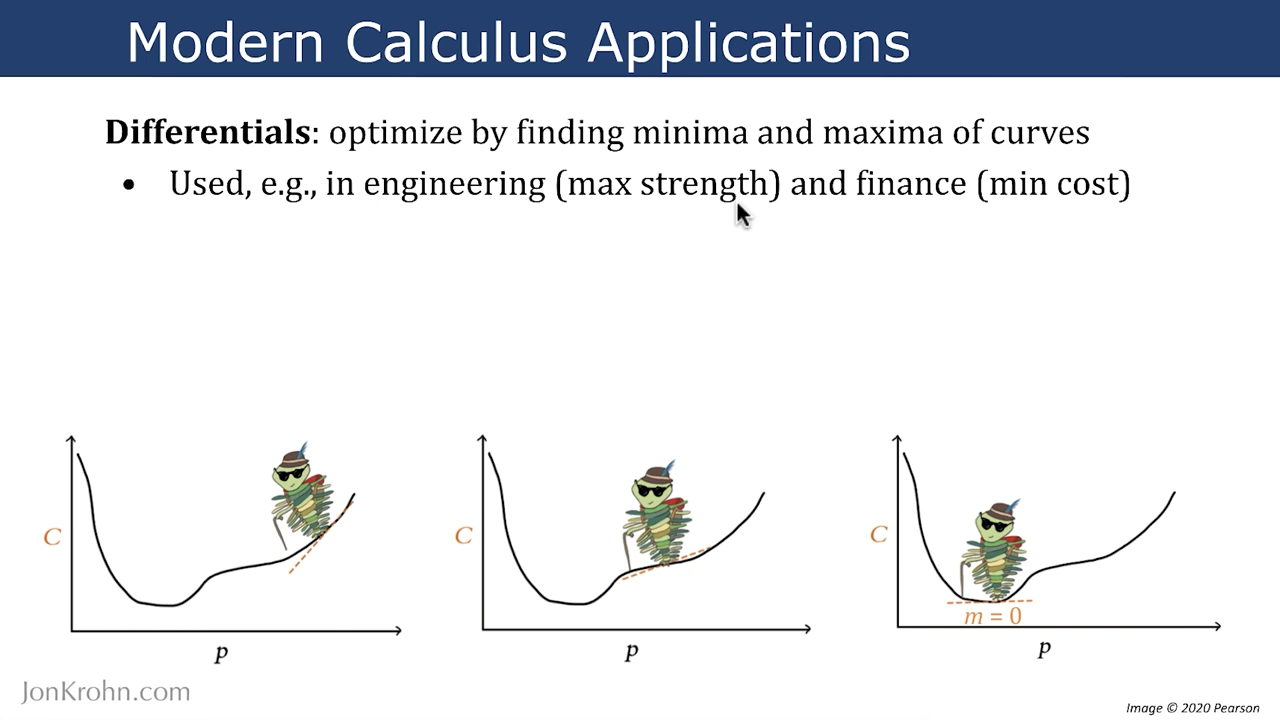 Modern Calculus Applications
Differentials: optimize by finding minima and maxima of curves
• Used, e.g., in engineering (max strength) and finance (min cost)
C
p
C
p
C
m = 0
p
JonKrohn.com
Image © 2020 Pearson